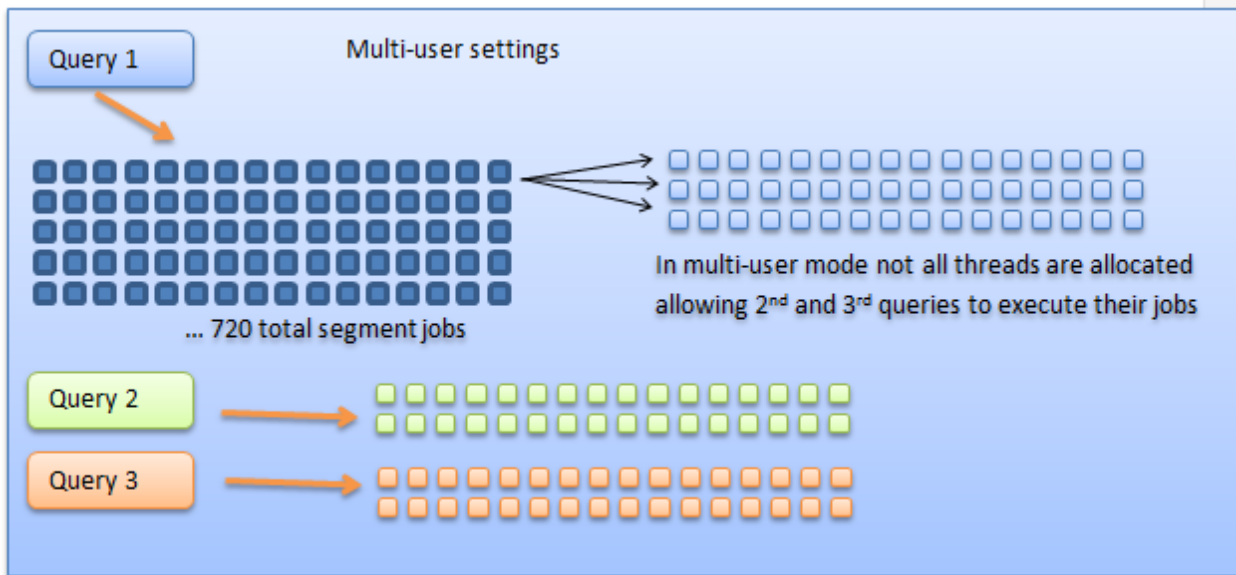 Query 1
Multi-user settings
... 720 total segment jobs
In multi-user mode not all threads are allocated
allowing 2nd and 3rd queries to execute their jobs
Query 2
Query 3